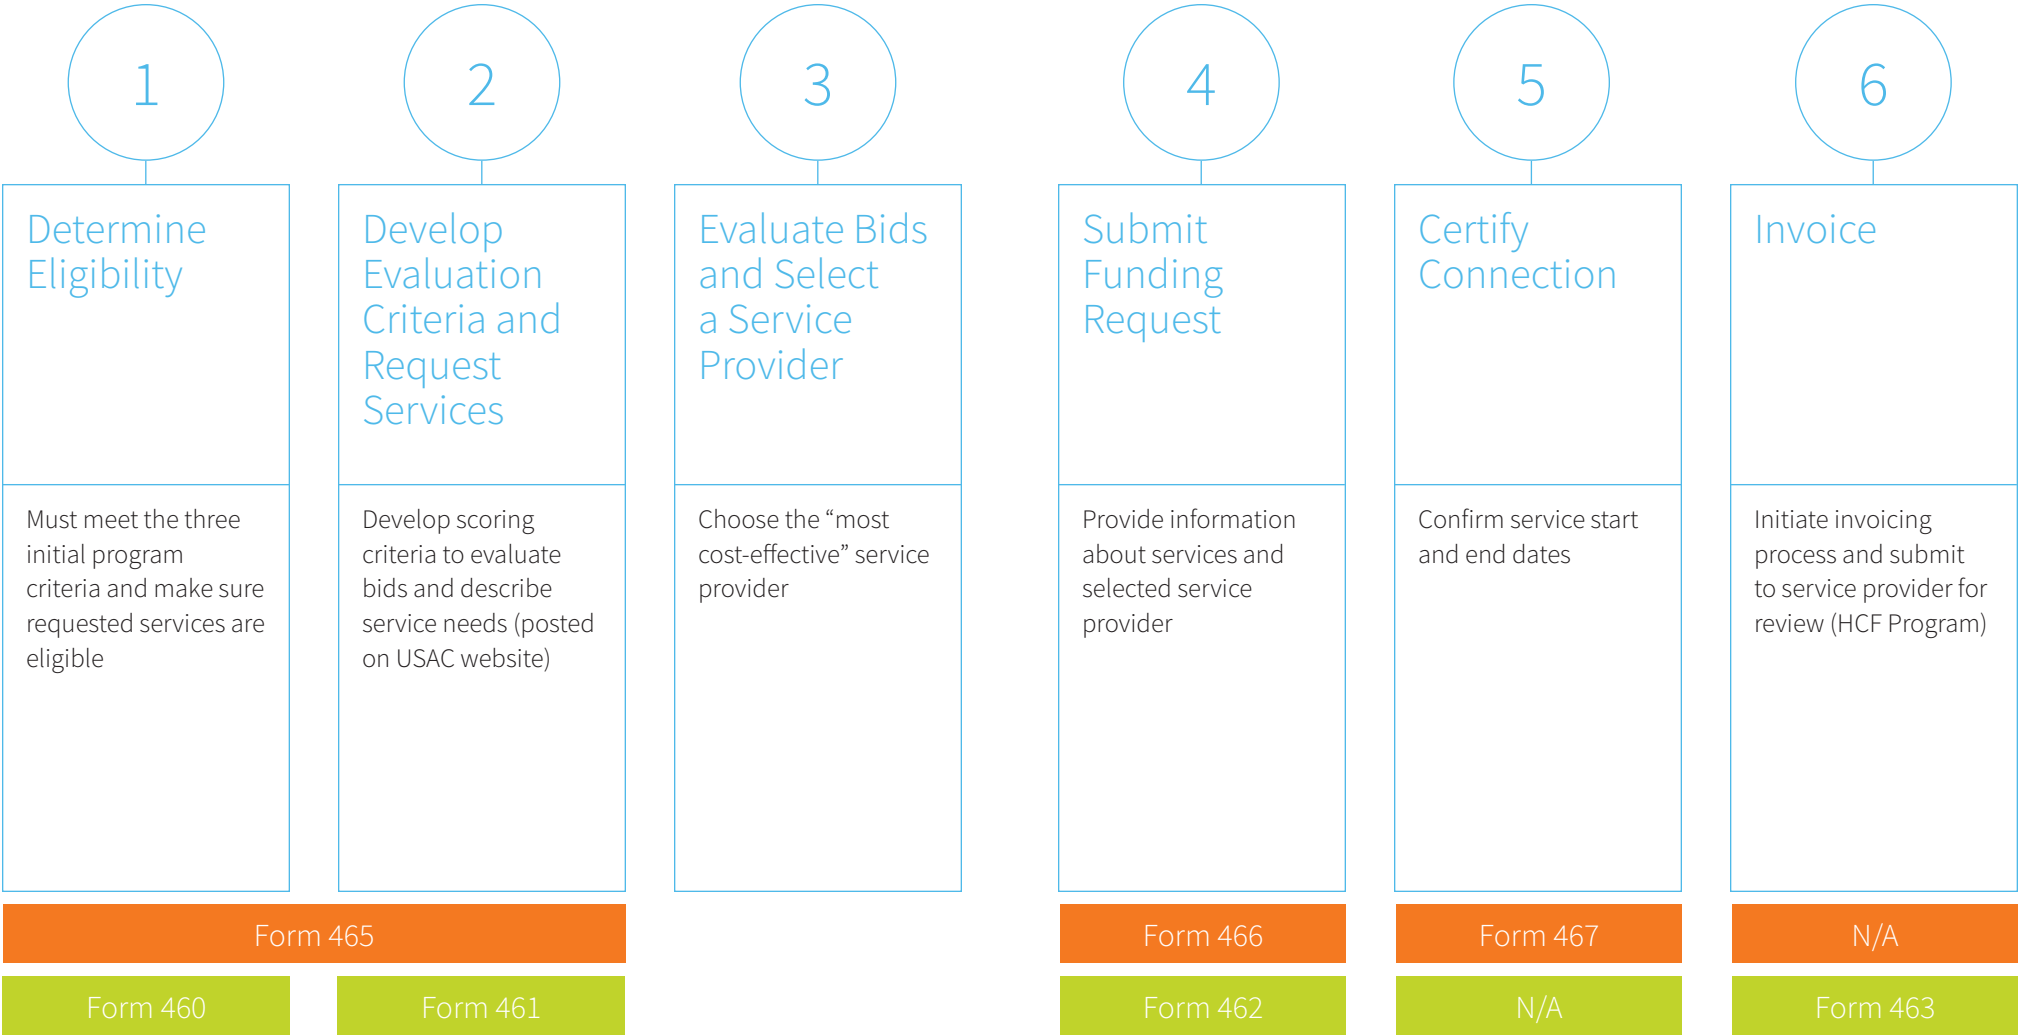 1
Determine
Eligibility
Must meet the three
initial program
criteria and make sure
requested services are
eligible
2
Develop
Evaluation
Criteria and
Request
Services
Develop scoring
criteria to evaluate
bids and describe
service needs (posted
on USAC website)
3
Evaluate Bids
and Select
a Service
Provider
Choose the “most
cost-effective” service
provider
4
Submit
Funding
Request
Provide information
about services and
selected service
provider
5
Certify
Connection
Confirm service start
and end dates
6
Invoice
Initiate invoicing
process and submit
to service provider for
review (HCF Program)
Form 465
Form 466
Form 467
N/A
Form 460
Form 461
Form 462
N/A
Form 463